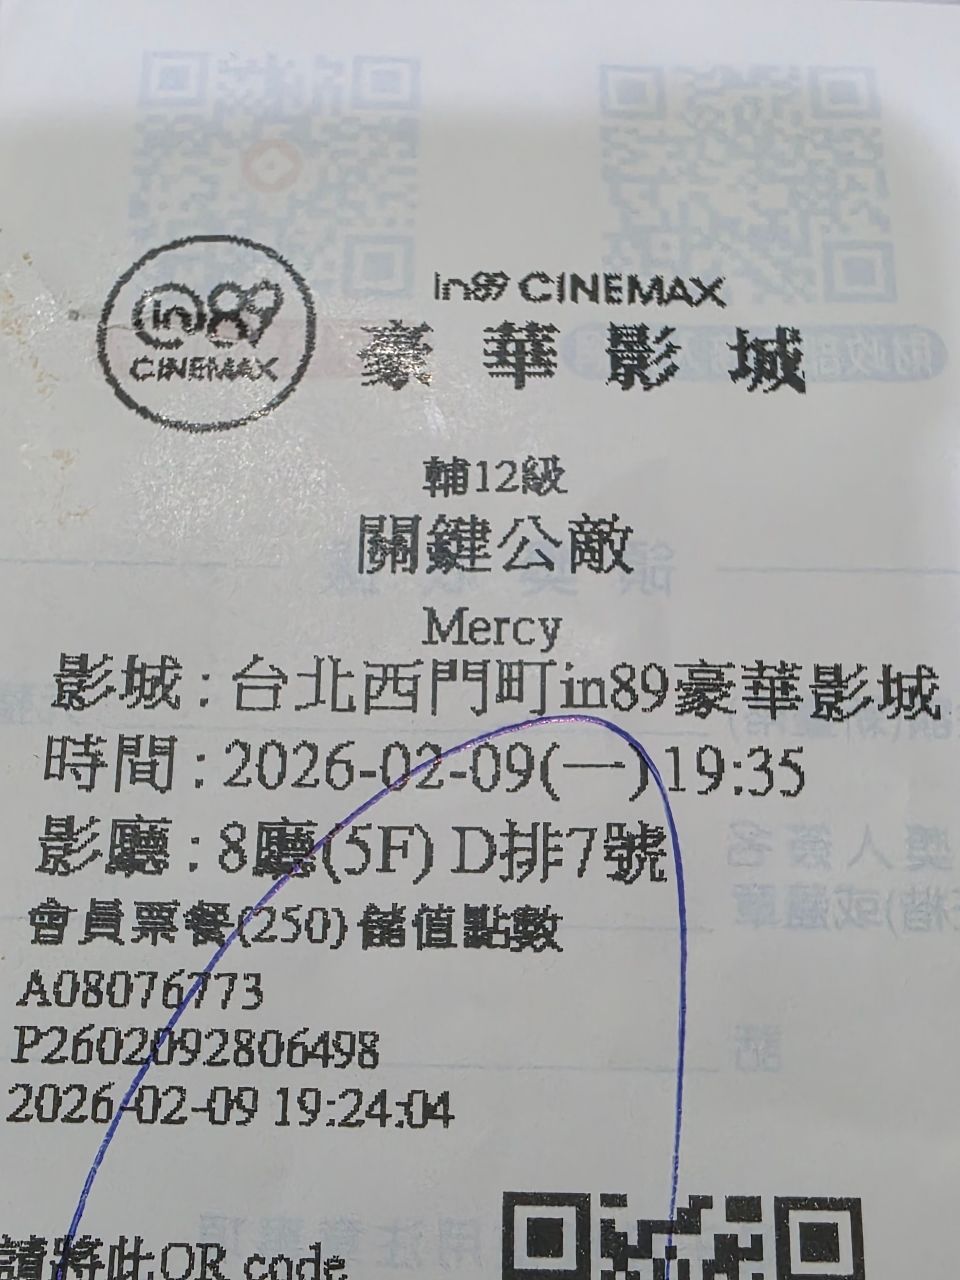 in89
CINEMAX
in89 CINEMAX
豪華影城
輔12級
關鍵公敵
Mercy
影城：台北西門町in89豪華影城
時間：2026-02-09(一) 19:35
影廳：8廳(5F) D排7號
會員票餐(250) 儲值點數
A08076773
P2602092806498
2026-02-09 19:24:04
請將此QR code